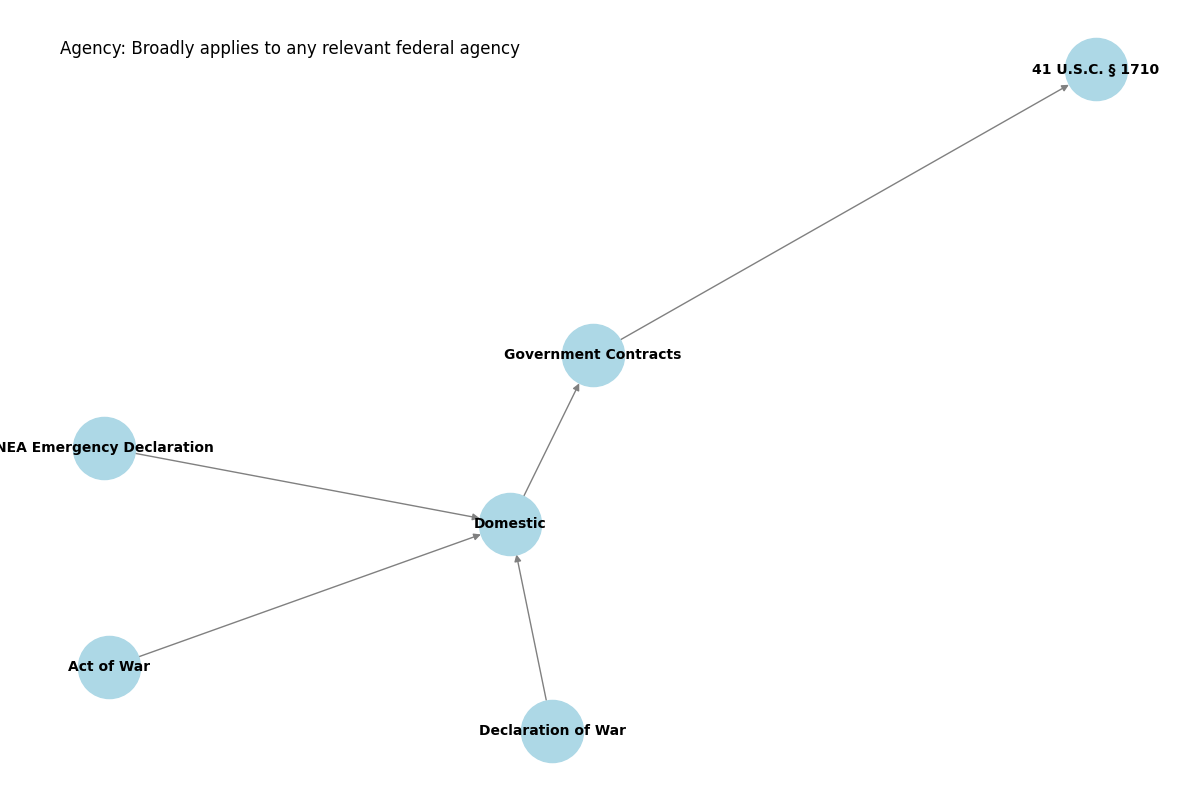 Agency: Broadly applies to any relevant federal agency
41 U.S.C. § 1710
Government Contracts
NEA Emergency Declaration
Domestic
Act of War
Declaration of War